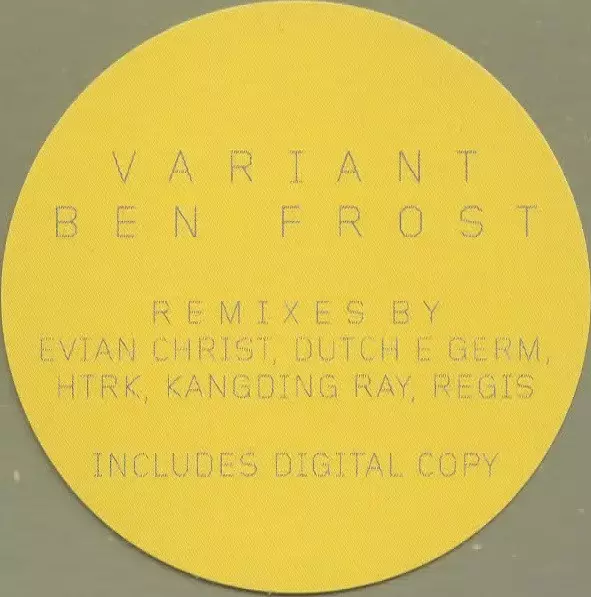 VARIANT
BEN FROST
REMIXES BY
EVIAN CHRIST, DUTCH E GERM,
HTRK, KANGDING RAY, REGIS
INCLUDES DIGITAL COPY